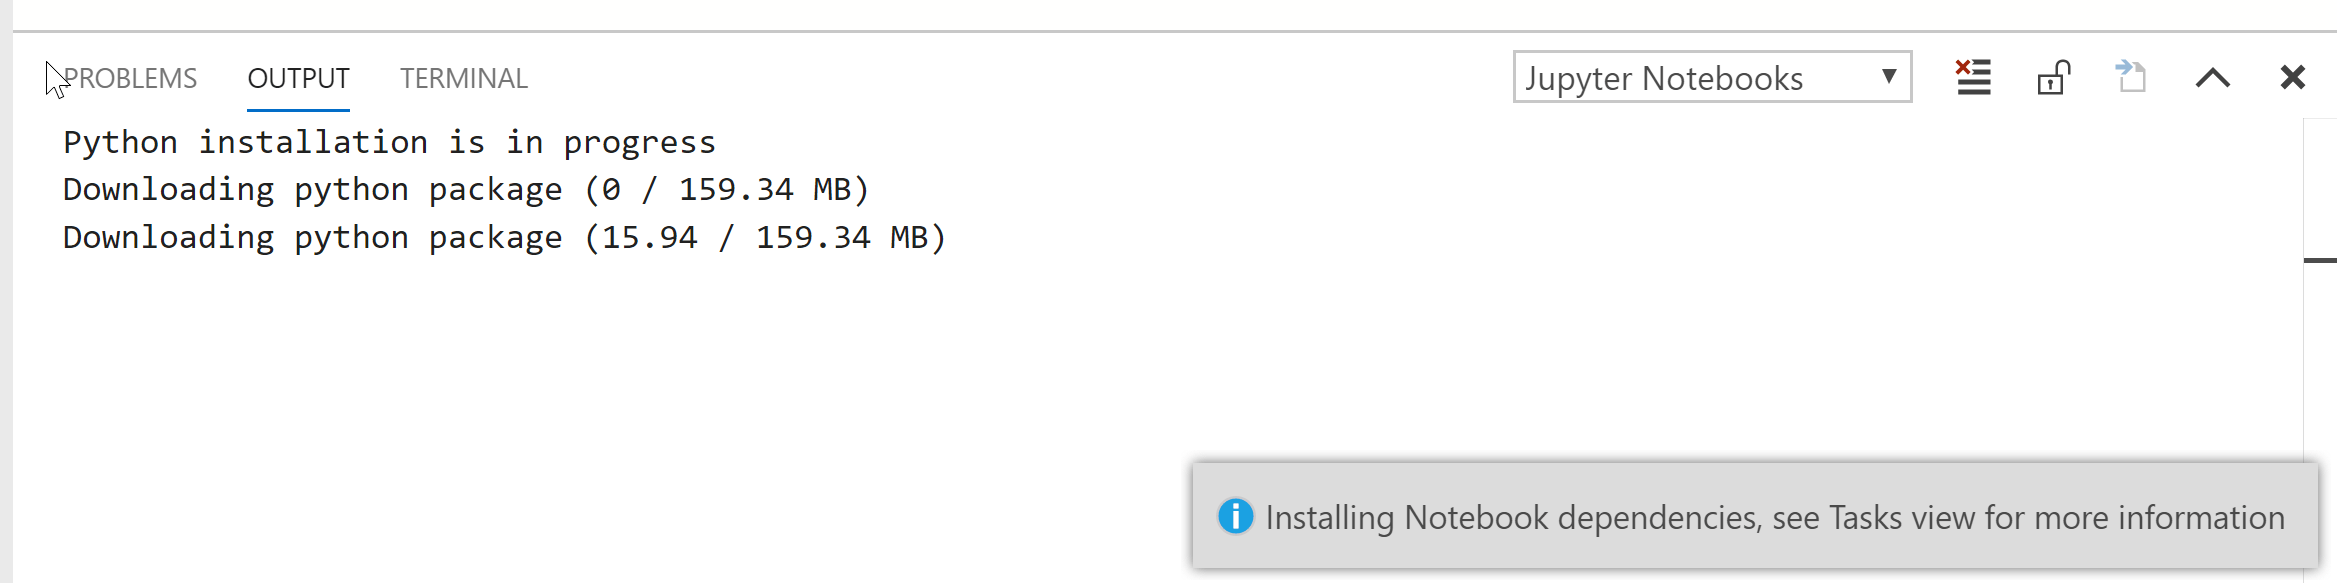 PROBLEMS OUTPUT TERMINAL Jupyter Notebooks
Python installation is in progress
Downloading python package (0 / 159.34 MB)
Downloading python package (15.94 / 159.34 MB)
Installing Notebook dependencies, see Tasks view for more information